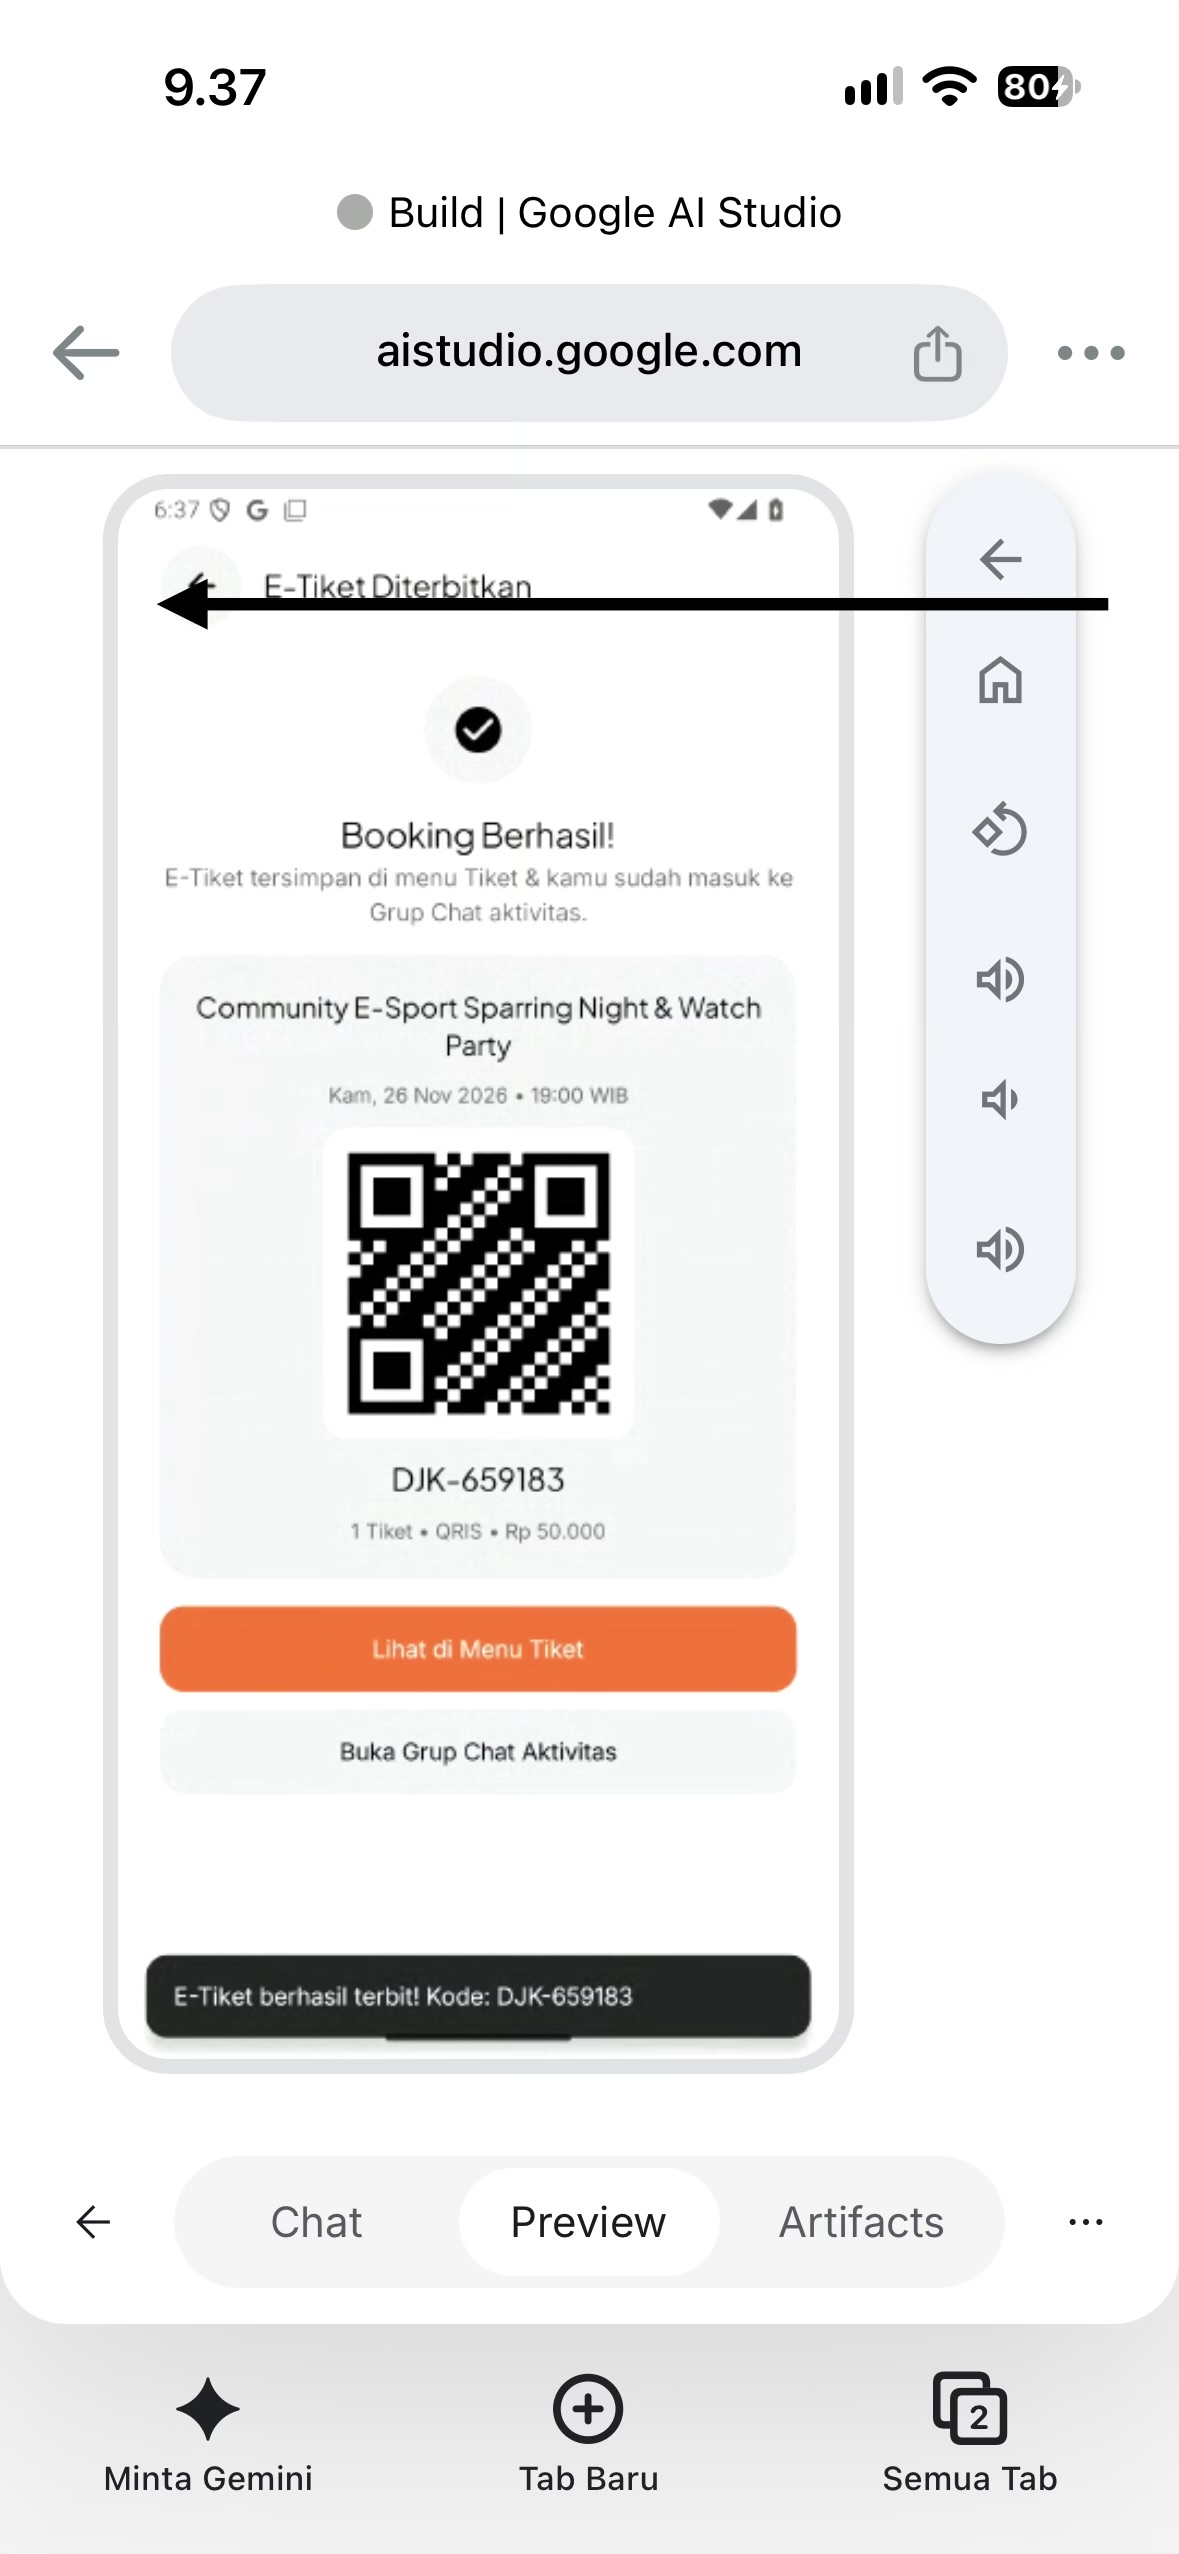 9.37
80
Build | Google AI Studio
aistudio.google.com
6:37 G
E-Tiket Diterbitkan
Booking Berhasil!
E-Tiket tersimpan di menu Tiket & kamu sudah masuk ke
Grup Chat aktivitas.
Community E-Sport Sparring Night & Watch
Party
Kam, 26 Nov 2026 • 19:00 WIB
DJK-659183
1 Tiket • QRIS • Rp 50.000
Lihat di Menu Tiket
Buka Grup Chat Aktivitas
E-Tiket berhasil terbit! Kode: DJK-659183
Chat Preview Artifacts
Minta Gemini Tab Baru 2 Semua Tab